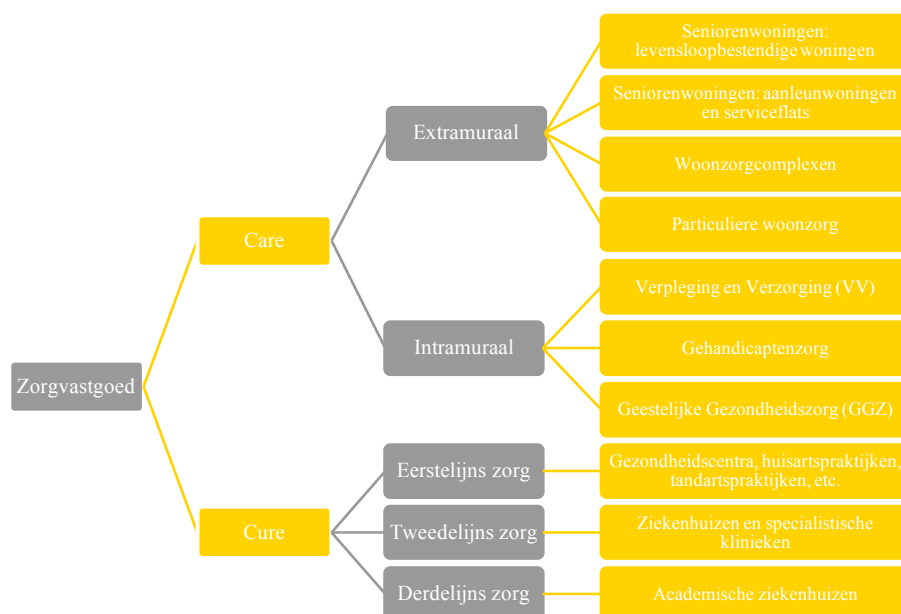 Seniorenwoningen:
levensloopbestendige woningen
Seniorenwoningen: aanleunwoningen
en serviceflats
Extramuraal
Woonzorgcomplexen
Particuliere woonzorg
Care
Verpleging en Verzorging (VV)
Intramuraal
Gehandicaptenzorg
Geestelijke Gezondheidszorg (GGZ)
Zorgvastgoed
Eerstelijns zorg
Gezondheidscentra, huisartspraktijken,
tandartspraktijken, etc.
Cure
Tweedelijns zorg
Ziekenhuizen en specialistische
klinieken
Derdelijns zorg
Academische ziekenhuizen